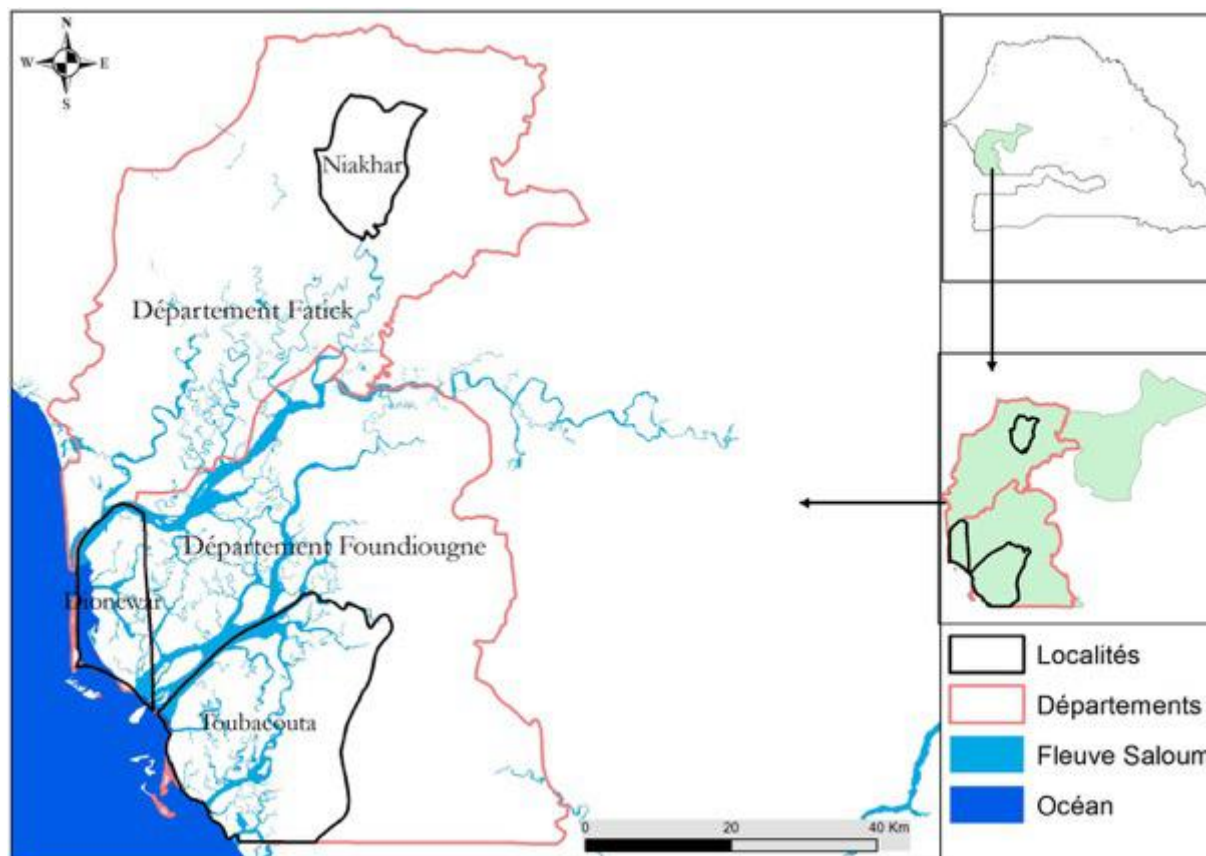 N
W E
S
Niakhar
Département Fatick
Département Foundiougne
Dionewar
Toubacouta
0 20 40 Km
Localités
Départements
Fleuve Saloum
Océan